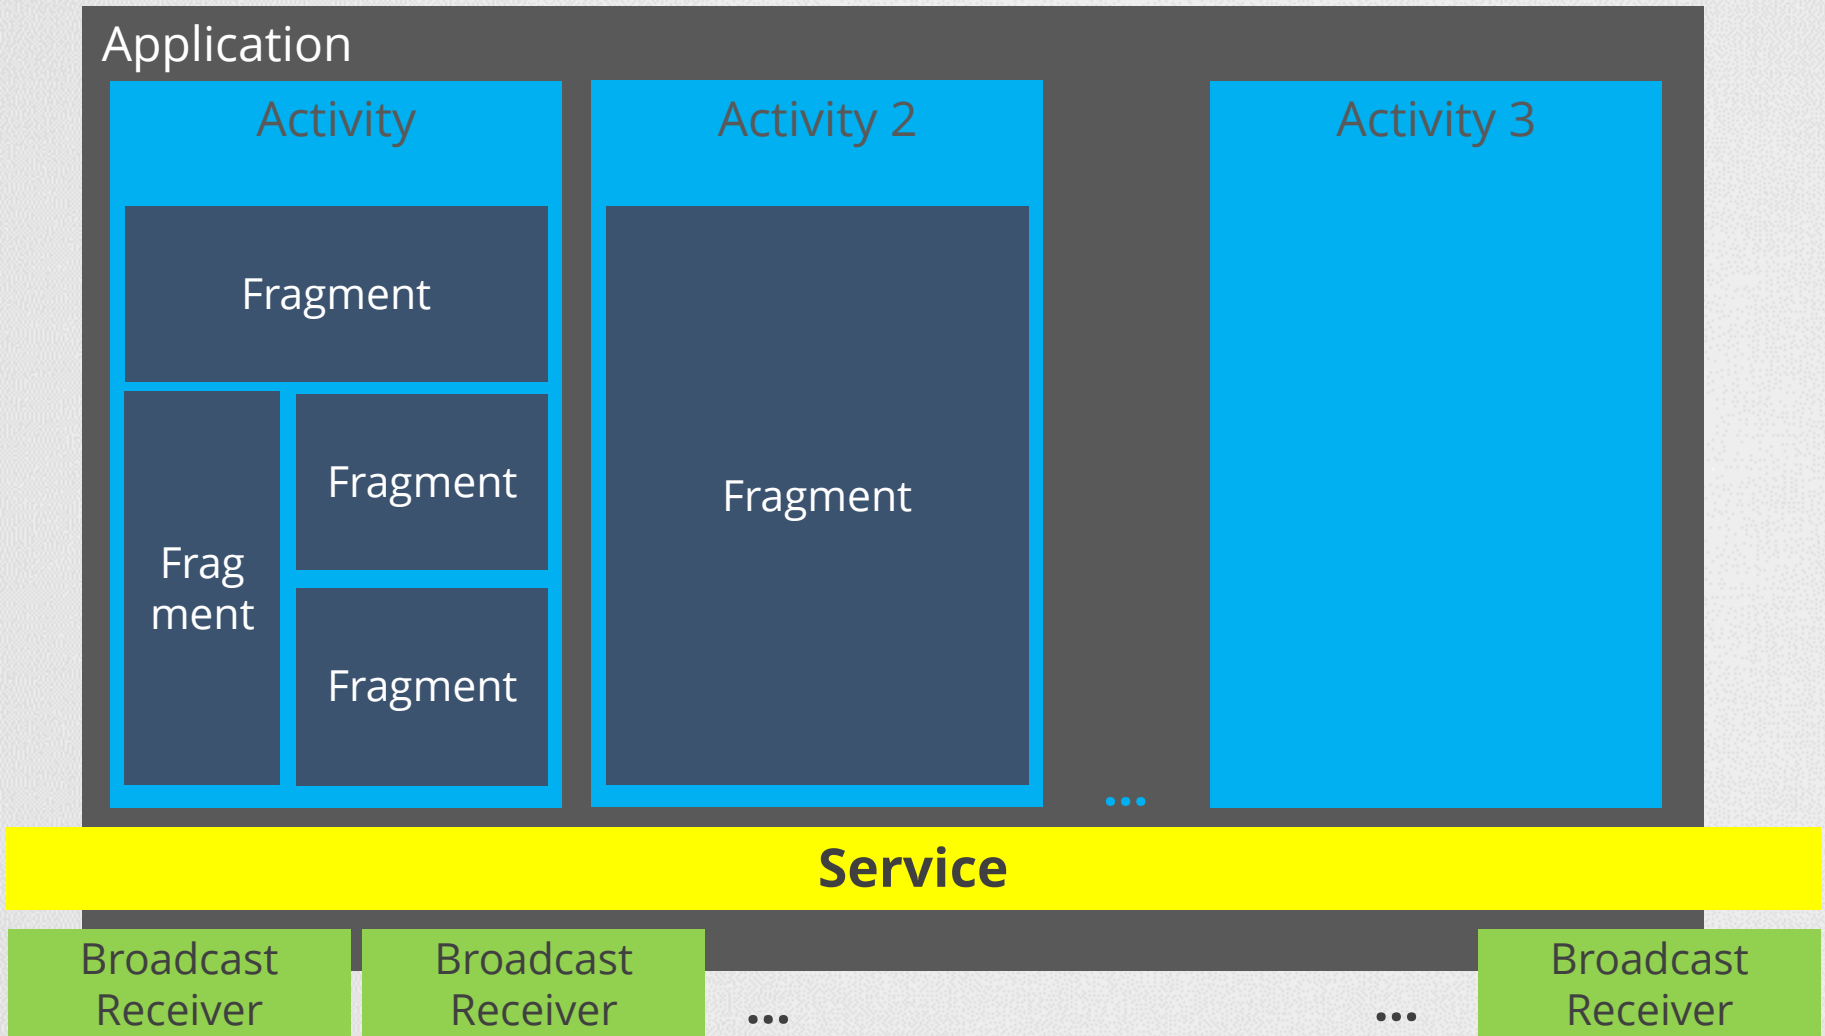 Application
Activity
Activity 2
Activity 3
Fragment
Fragment
Fragment
Frag
ment
Fragment
...
Service
Broadcast
Receiver
Broadcast
Receiver
...
...
Broadcast
Receiver